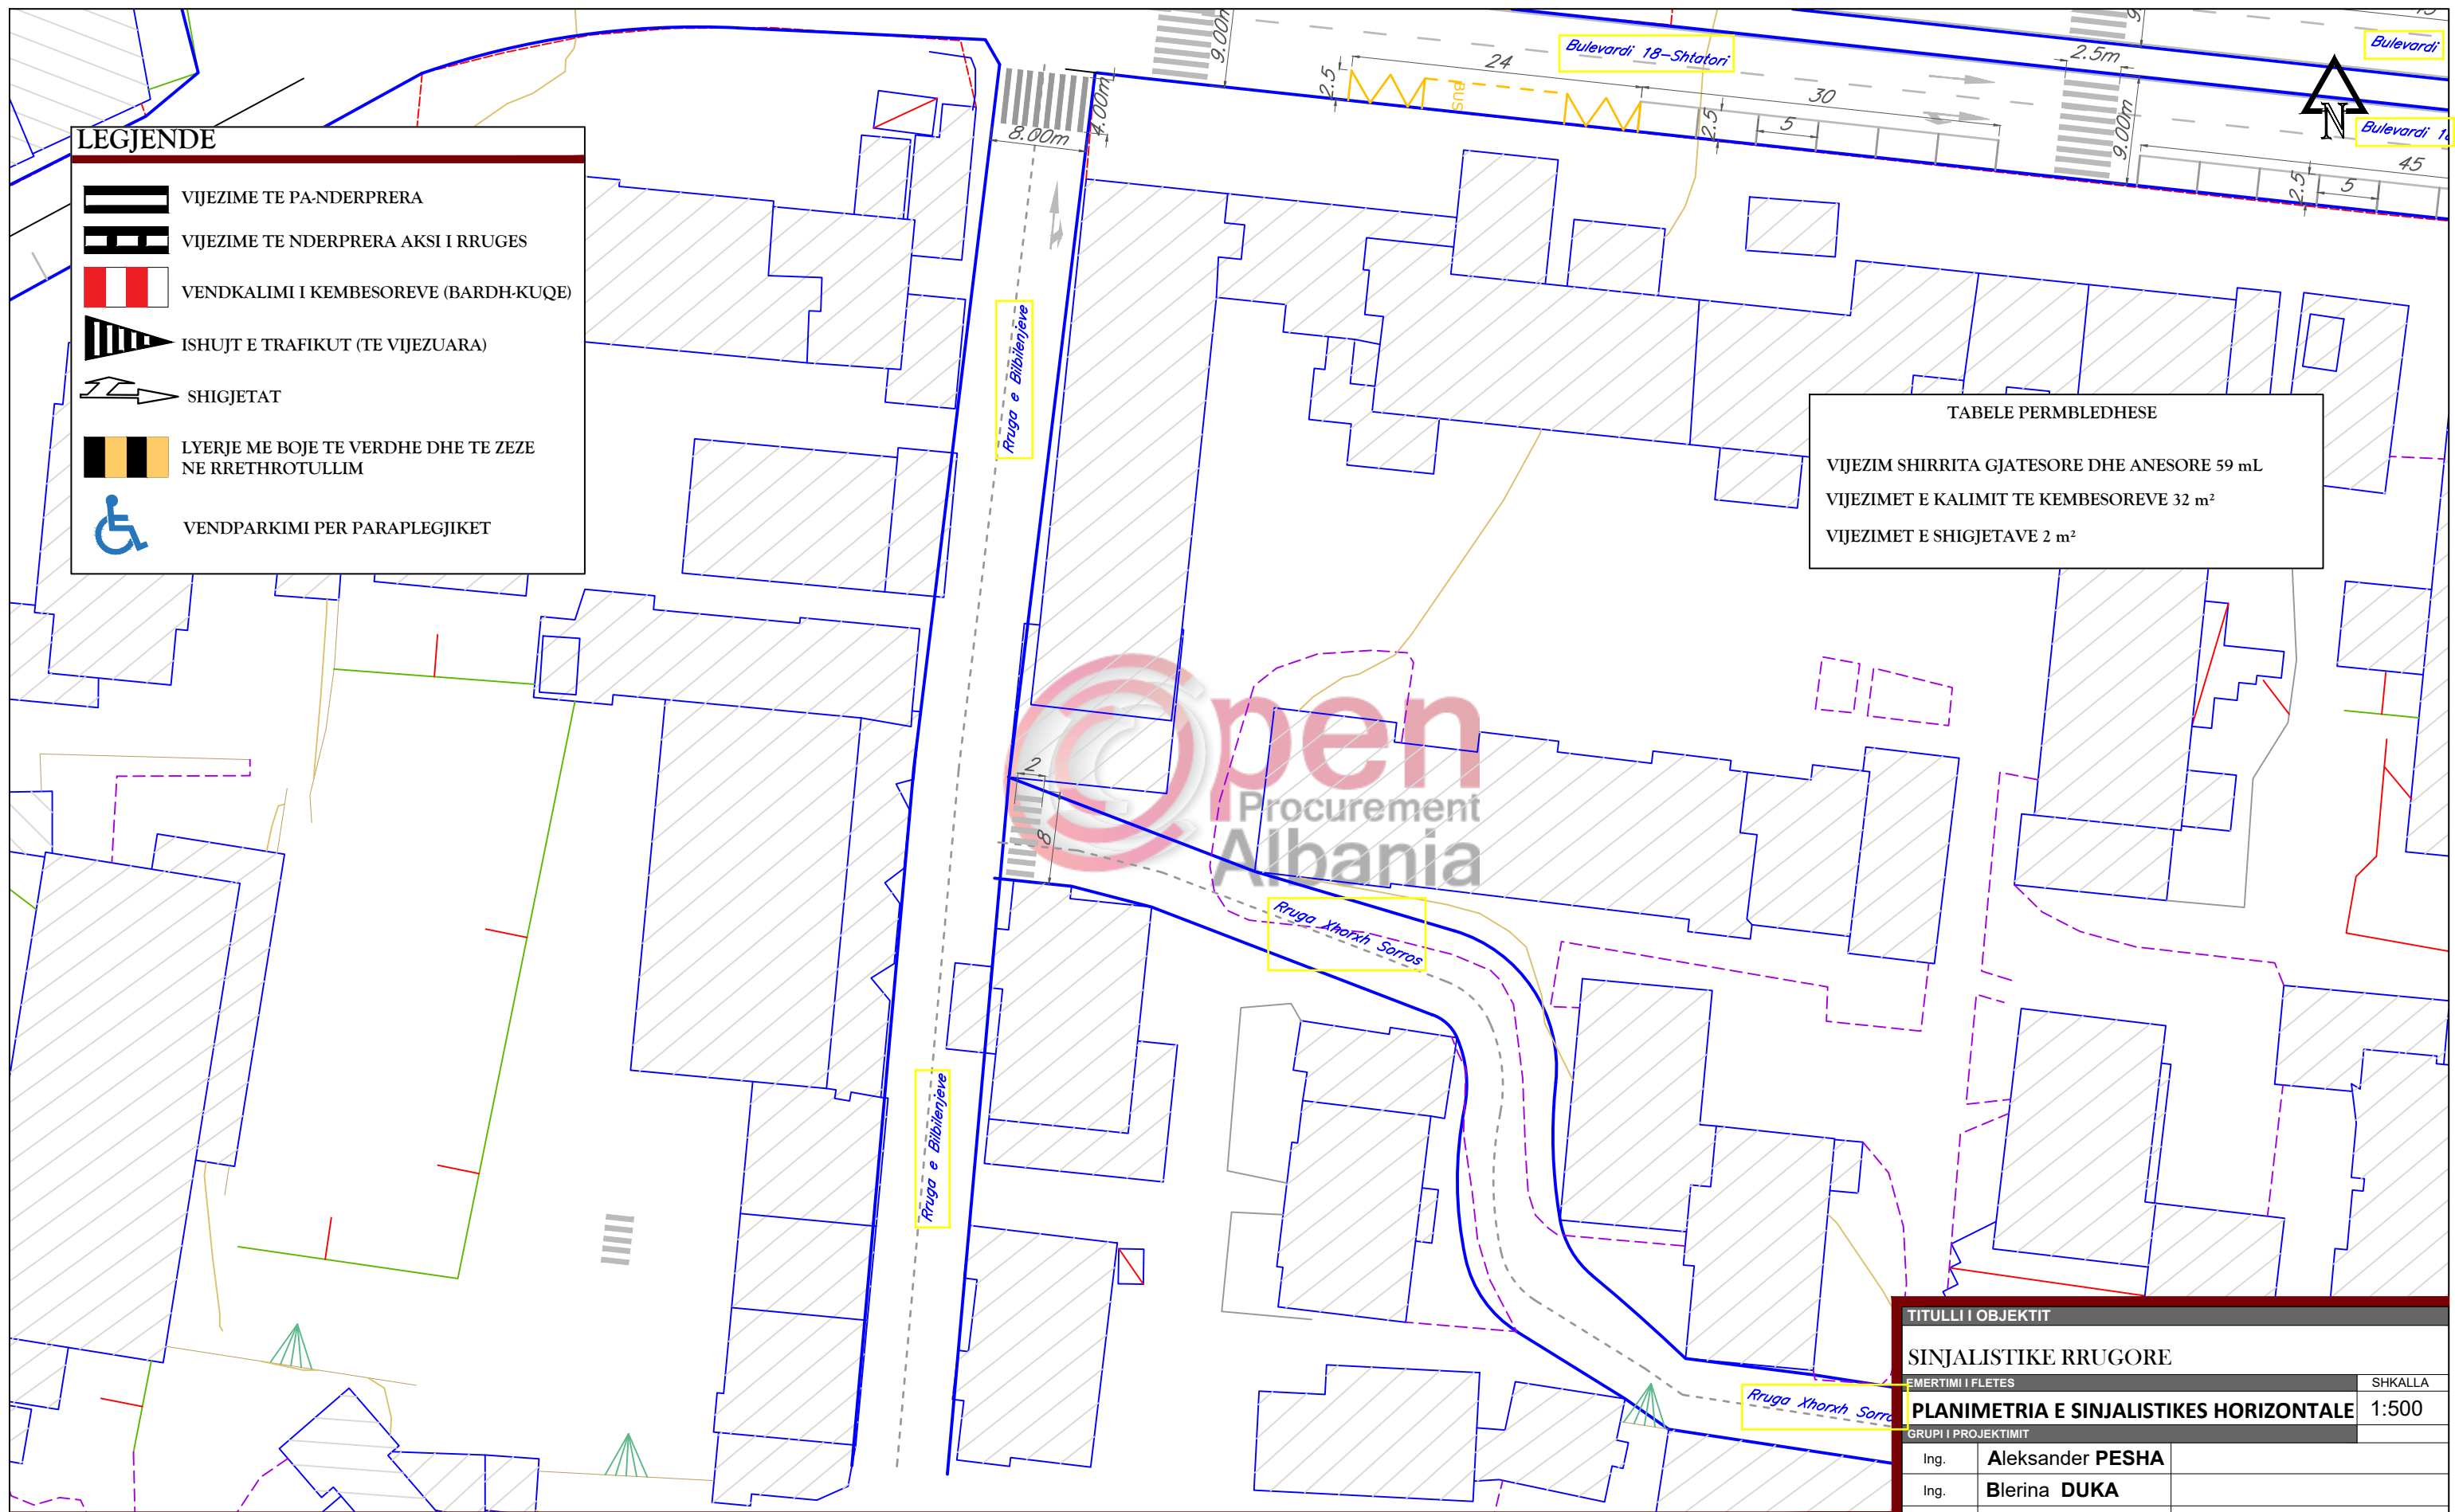 LEGJENDE
VIJEZIME TE PA-NDERPRERA
VIJEZIME TE NDERPRERA AKSI I RRUGES
VENDKALIMI I KEMBESOREVE (BARDH-KUQE)
ISHUJT E TRAFIKUT (TE VIJEZUARA)
SHIGJETAT
LYERJE ME BOJE TE VERDHE DHE TE ZEZE
NE RRETHROTULLIM
VENDPARKIMI PER PARAPLEGJIKET
8.00m
4.00m
9.00m
Bulevardi 18-Shtatori
2.5
24
BUS
2.5
5
30
2.5m
9.00m
Bulevardi
N
Bulevardi
45
2.5
5
Rruga e Bilbilenjeve
TABELE PERMBLEDHESE
VIJEZIM SHIRRITA GJATESORE DHE ANESORE 59 mL
VIJEZIMET E KALIMIT TE KEMBESOREVE 32 m²
VIJEZIMET E SHIGJETAVE 2 m²
Open
Procurement
Albania
2
8
Rruga Xhorxh Sorros
Rruga e Bilbilenjeve
Rruga Xhorxh Sorro
TITULLI I OBJEKTIT
SINJALISTIKE RRUGORE
EMERTIMI I FLETES
SHKALLA
PLANIMETRIA E SINJALISTIKES HORIZONTALE
1:500
GRUPI I PROJEKTIMIT
Ing. Aleksander PESHA
Ing. Blerina DUKA